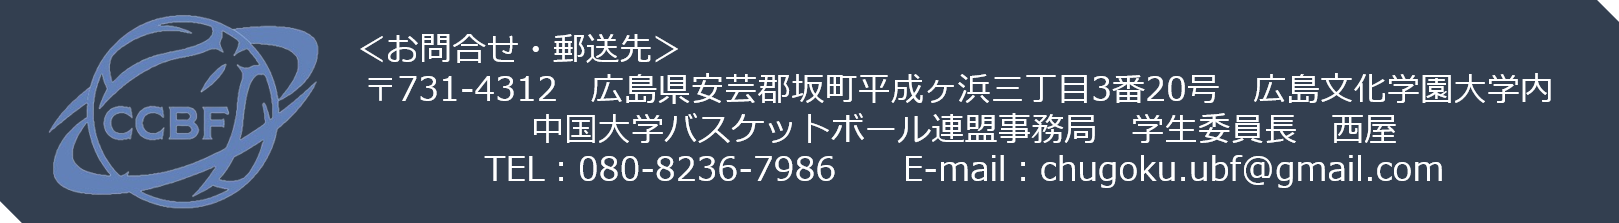 CCBF
＜お問合せ・郵送先＞
〒731-4312　広島県安芸郡坂町平成ヶ浜三丁目3番20号　広島文化学園大学内
中国大学バスケットボール連盟事務局　学生委員長　西屋
TEL：080-8236-7986　　E-mail：chugoku.ubf@gmail.com